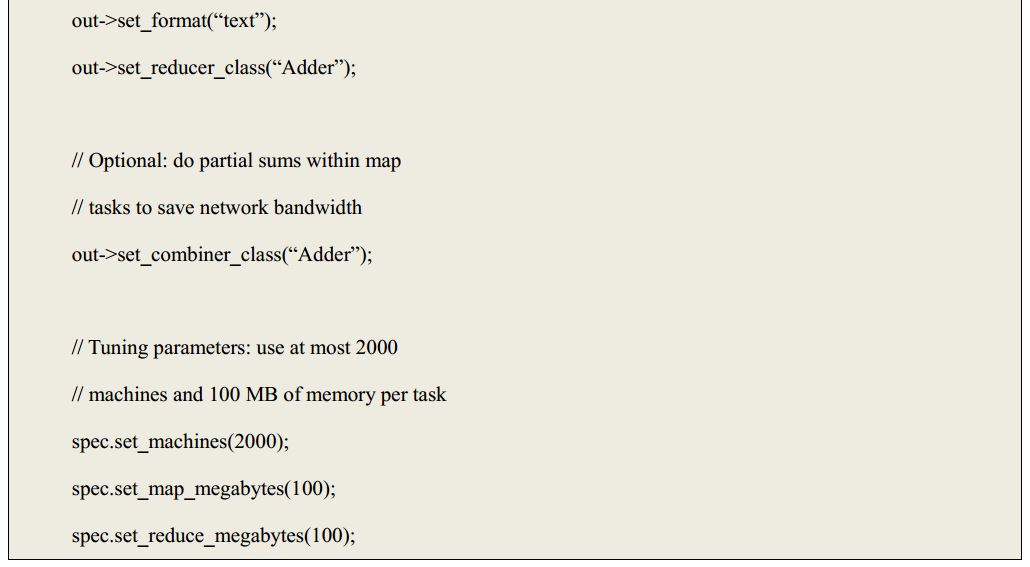 out->set_format(“text”);
out->set_reducer_class(“Adder”);
// Optional: do partial sums within map
// tasks to save network bandwidth
out->set_combiner_class(“Adder”);
// Tuning parameters: use at most 2000
// machines and 100 MB of memory per task
spec.set_machines(2000);
spec.set_map_megabytes(100);
spec.set_reduce_megabytes(100);